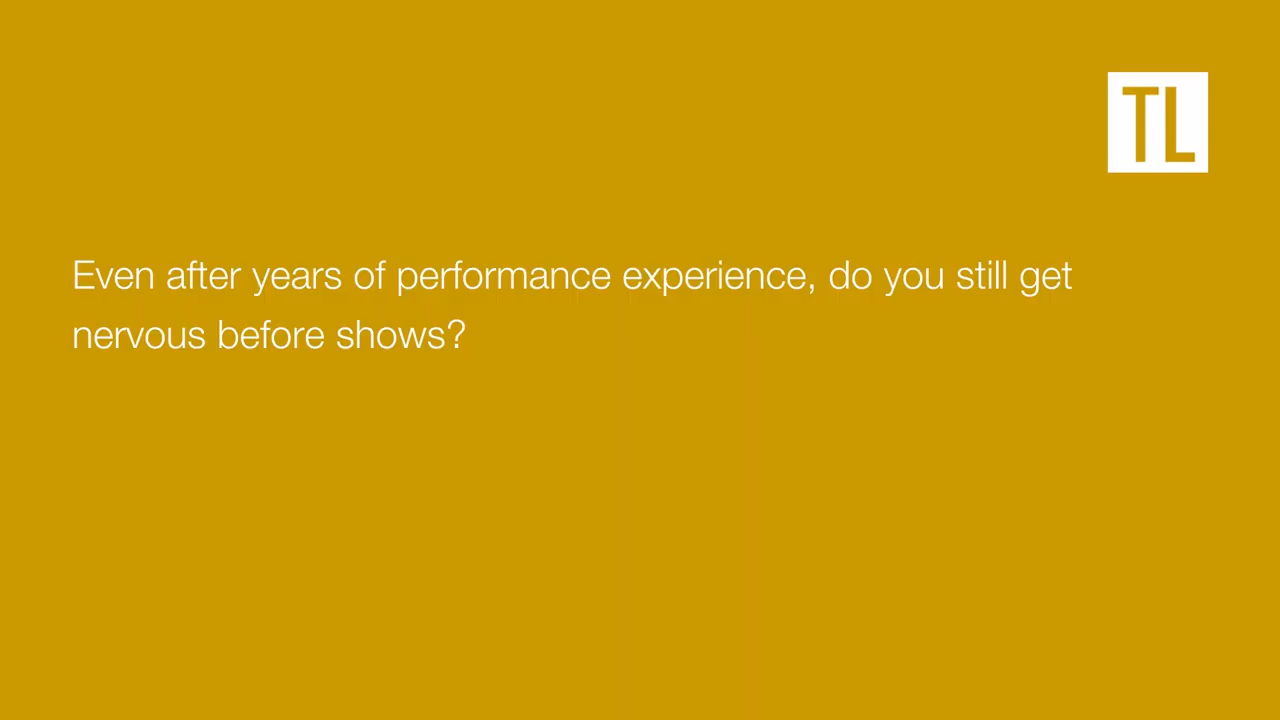 TL
Even after years of performance experience, do you still get
nervous before shows?